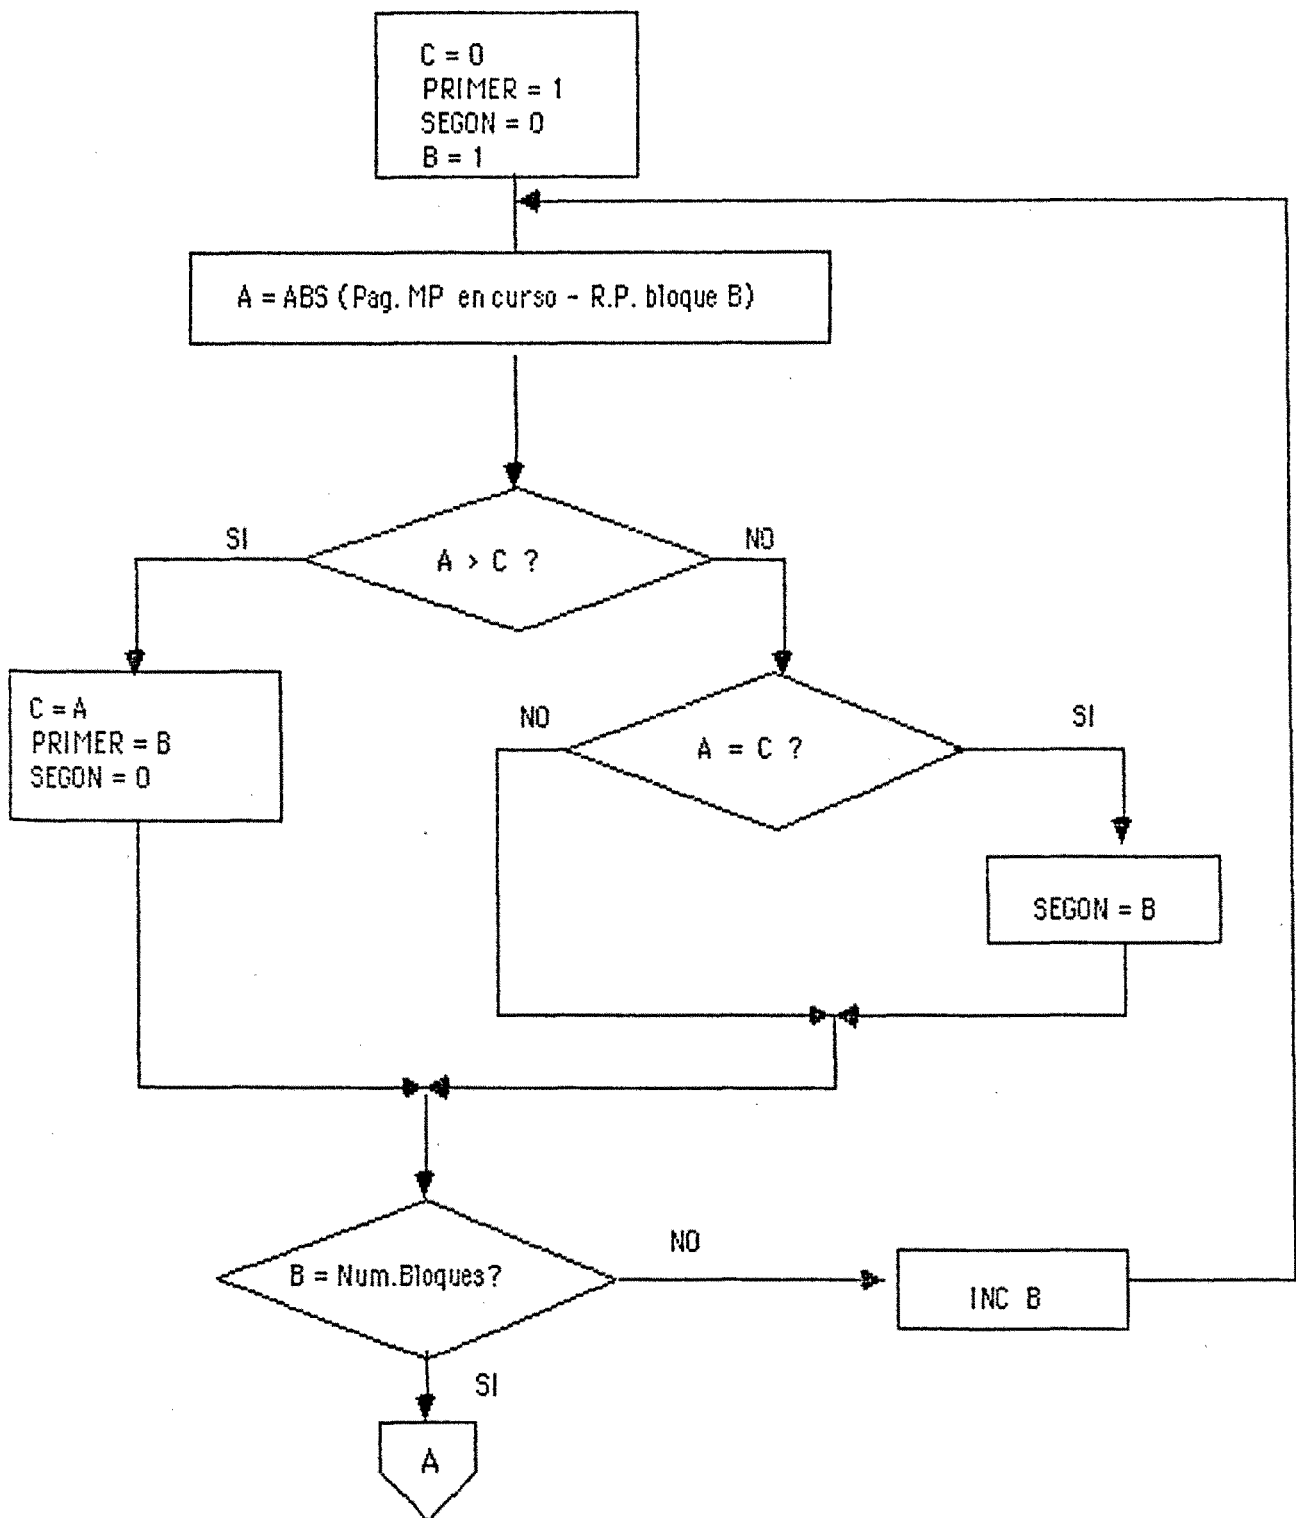 C = 0
PRIMER = 1
SEGON = 0
B = 1
A = ABS (Pag. MP en curso - R.P. bloque B)
SI
NO
A > C ?
C = A
PRIMER = B
SEGON = 0
NO
SI
A = C ?
SEGON = B
NO
B = Num.Bloques?
INC B
SI
A